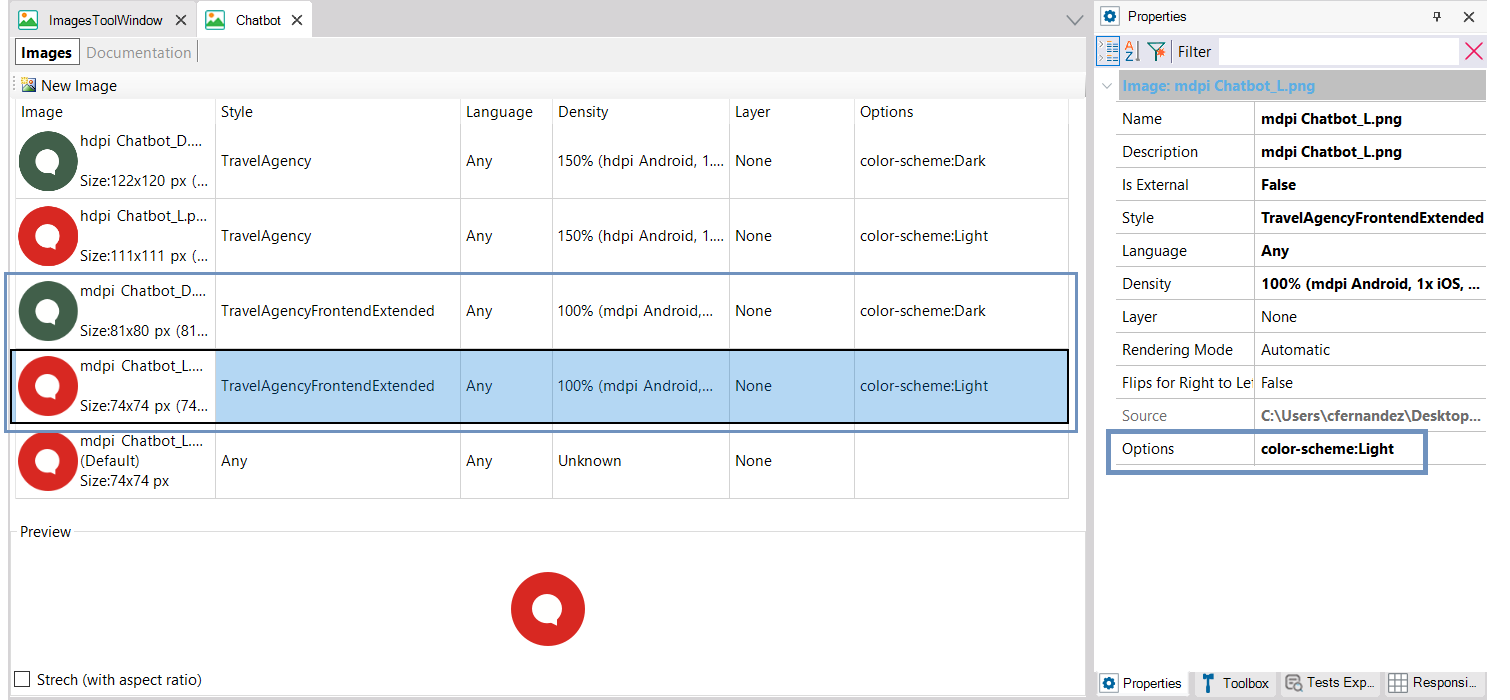 ImagesToolWindow
Chatbot
Images
Documentation
New Image
Image Style Language Density Layer Options
hdpi Chatbot_D....
Size:122x120 px (...
TravelAgency Any 150% (hdpi Android, 1.... None color-scheme:Dark
hdpi Chatbot_L.p...
Size:111x111 px (...
TravelAgency Any 150% (hdpi Android, 1.... None color-scheme:Light
mdpi Chatbot_D....
Size:81x80 px (81...
TravelAgencyFrontendExtended Any 100% (mdpi Android,... None color-scheme:Dark
mdpi Chatbot_L....
Size:74x74 px (74...
TravelAgencyFrontendExtended Any 100% (mdpi Android,... None color-scheme:Light
mdpi Chatbot_L....
(Default)
Size:74x74 px
Any Any Unknown None
Preview
Strech (with aspect ratio)
Properties
Filter
Image: mdpi Chatbot_L.png
Name mdpi Chatbot_L.png
Description mdpi Chatbot_L.png
Is External False
Style TravelAgencyFrontendExtended
Language Any
Density 100% (mdpi Android, 1x iOS, ...
Layer None
Rendering Mode Automatic
Flips for Right to Le False
Source C:\Users\cfernandez\Desktop...
Options color-scheme:Light
Properties
Toolbox
Tests Exp...
Responsi...